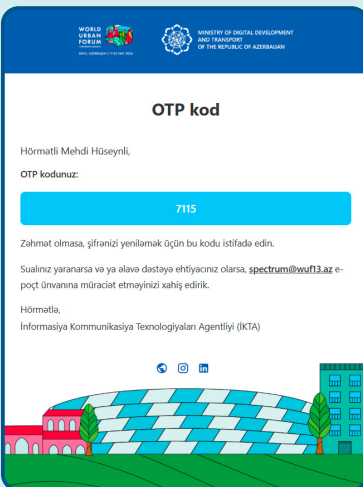 WORLD
URBAN
FORUM
MINISTRY OF DIGITAL DEVELOPMENT
AND TRANSPORT
OF THE REPUBLIC OF AZERBAIJAN
OTP kod
Hörmətli Mehdi Hüseynli,
OTP kodunuz:
7115
Zəhmət olmasa, şifrənizi yeniləmək üçün bu kodu istifadə edin.
Sualınız yaranarsa və ya əlavə dəstəyə ehtiyacınız olarsa, spectrum@wuf13.az e-
poçt ünvanına müraciət etməyinizi xahiş edirik.
Hörmətlə,
İnformasiya Kommunikasiya Texnologiyaları Agentliyi (İKTA)
in